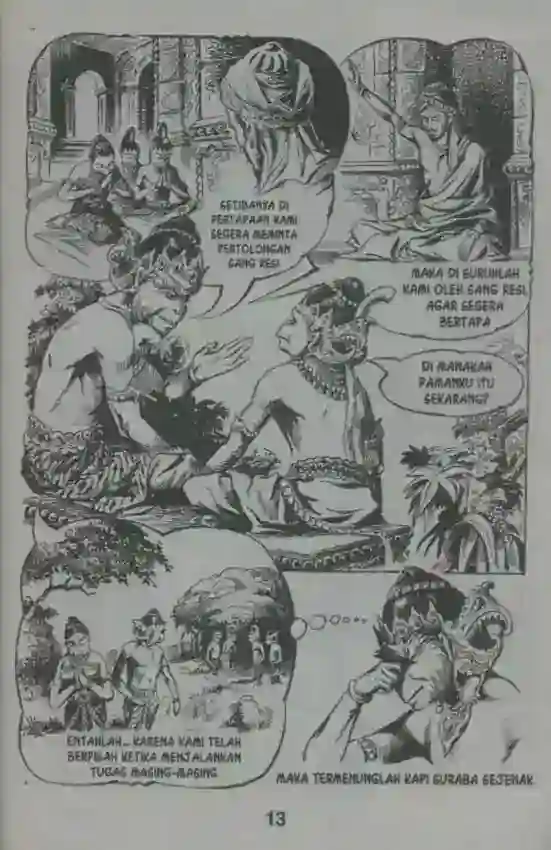 SETIBANYA DI
PERTAPAAN KAMI
SEGERA MEMINTA
PERTOLONGAN
SANG RESI
MAKA DI SURUHLAH
KAMI OLEH SANG RESI,
AGAR SEGERA
BERTAPA
DI MANAKAH
PAMANKU ITU
SEKARANG?
ENTAHLAH... KARENA KAMI TELAH
BERPISAH KETIKA MENJALANKAN
TUGAS MASING-MASING
MAKA TERMENUNGLAH KAPI SURABA SEJENAK
13